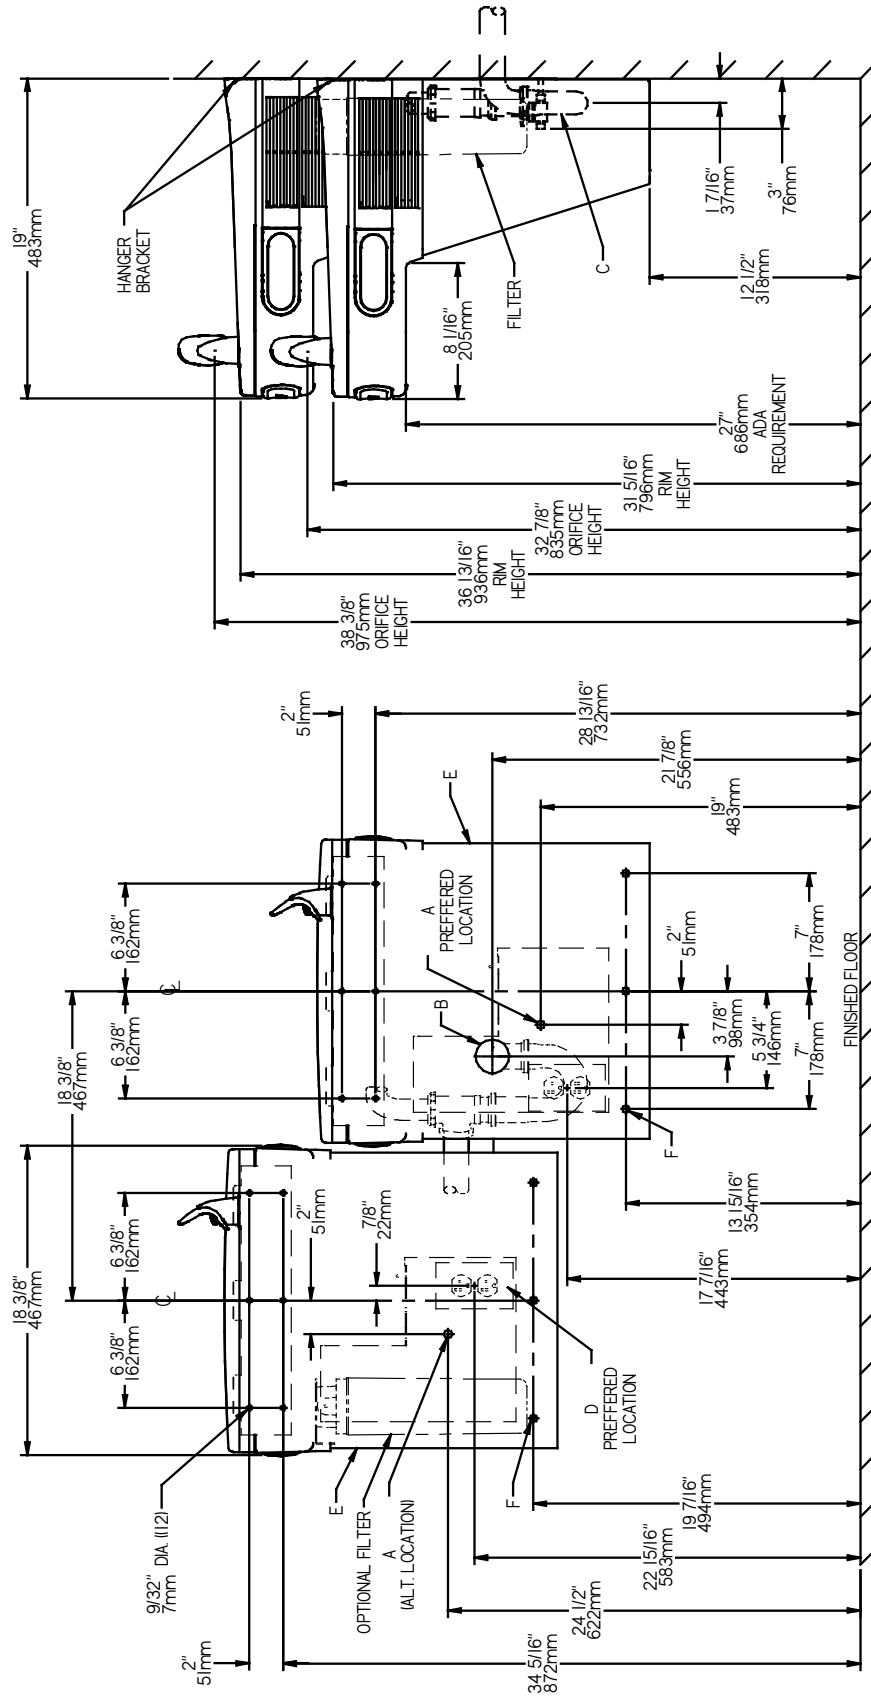 18 3/8"
467mm
2"
51mm
9/32" DIA. (112)
7mm
6 3/8"
162mm
6 3/8"
162mm
18 3/8"
467mm
6 3/8"
162mm
6 3/8"
162mm
℄
℄
2"
51mm
2"
51mm
7/8"
22mm
E
OPTIONAL FILTER
A
(ALT. LOCATION)
F
D
PREFFERED
LOCATION
B
A
PREFFERED
LOCATION
E
F
34 5/16"
872mm
24 1/2"
622mm
22 15/16"
583mm
19 7/16"
494mm
17 7/16"
443mm
13 15/16"
354mm
2"
51mm
3 7/8"
98mm
5 3/4"
146mm
7"
178mm
7"
178mm
19"
483mm
21 7/8"
556mm
28 13/16"
732mm
FINISHED FLOOR
19"
483mm
HANGER
BRACKET
38 3/8"
975mm
ORIFICE
HEIGHT
36 13/16"
936mm
RIM
HEIGHT
32 7/8"
835mm
ORIFICE
HEIGHT
31 5/16"
796mm
RIM
HEIGHT
27"
686mm
ADA
REQUIREMENT
8 1/16"
205mm
FILTER
C
12 1/2"
318mm
1 7/16"
37mm
3"
76mm